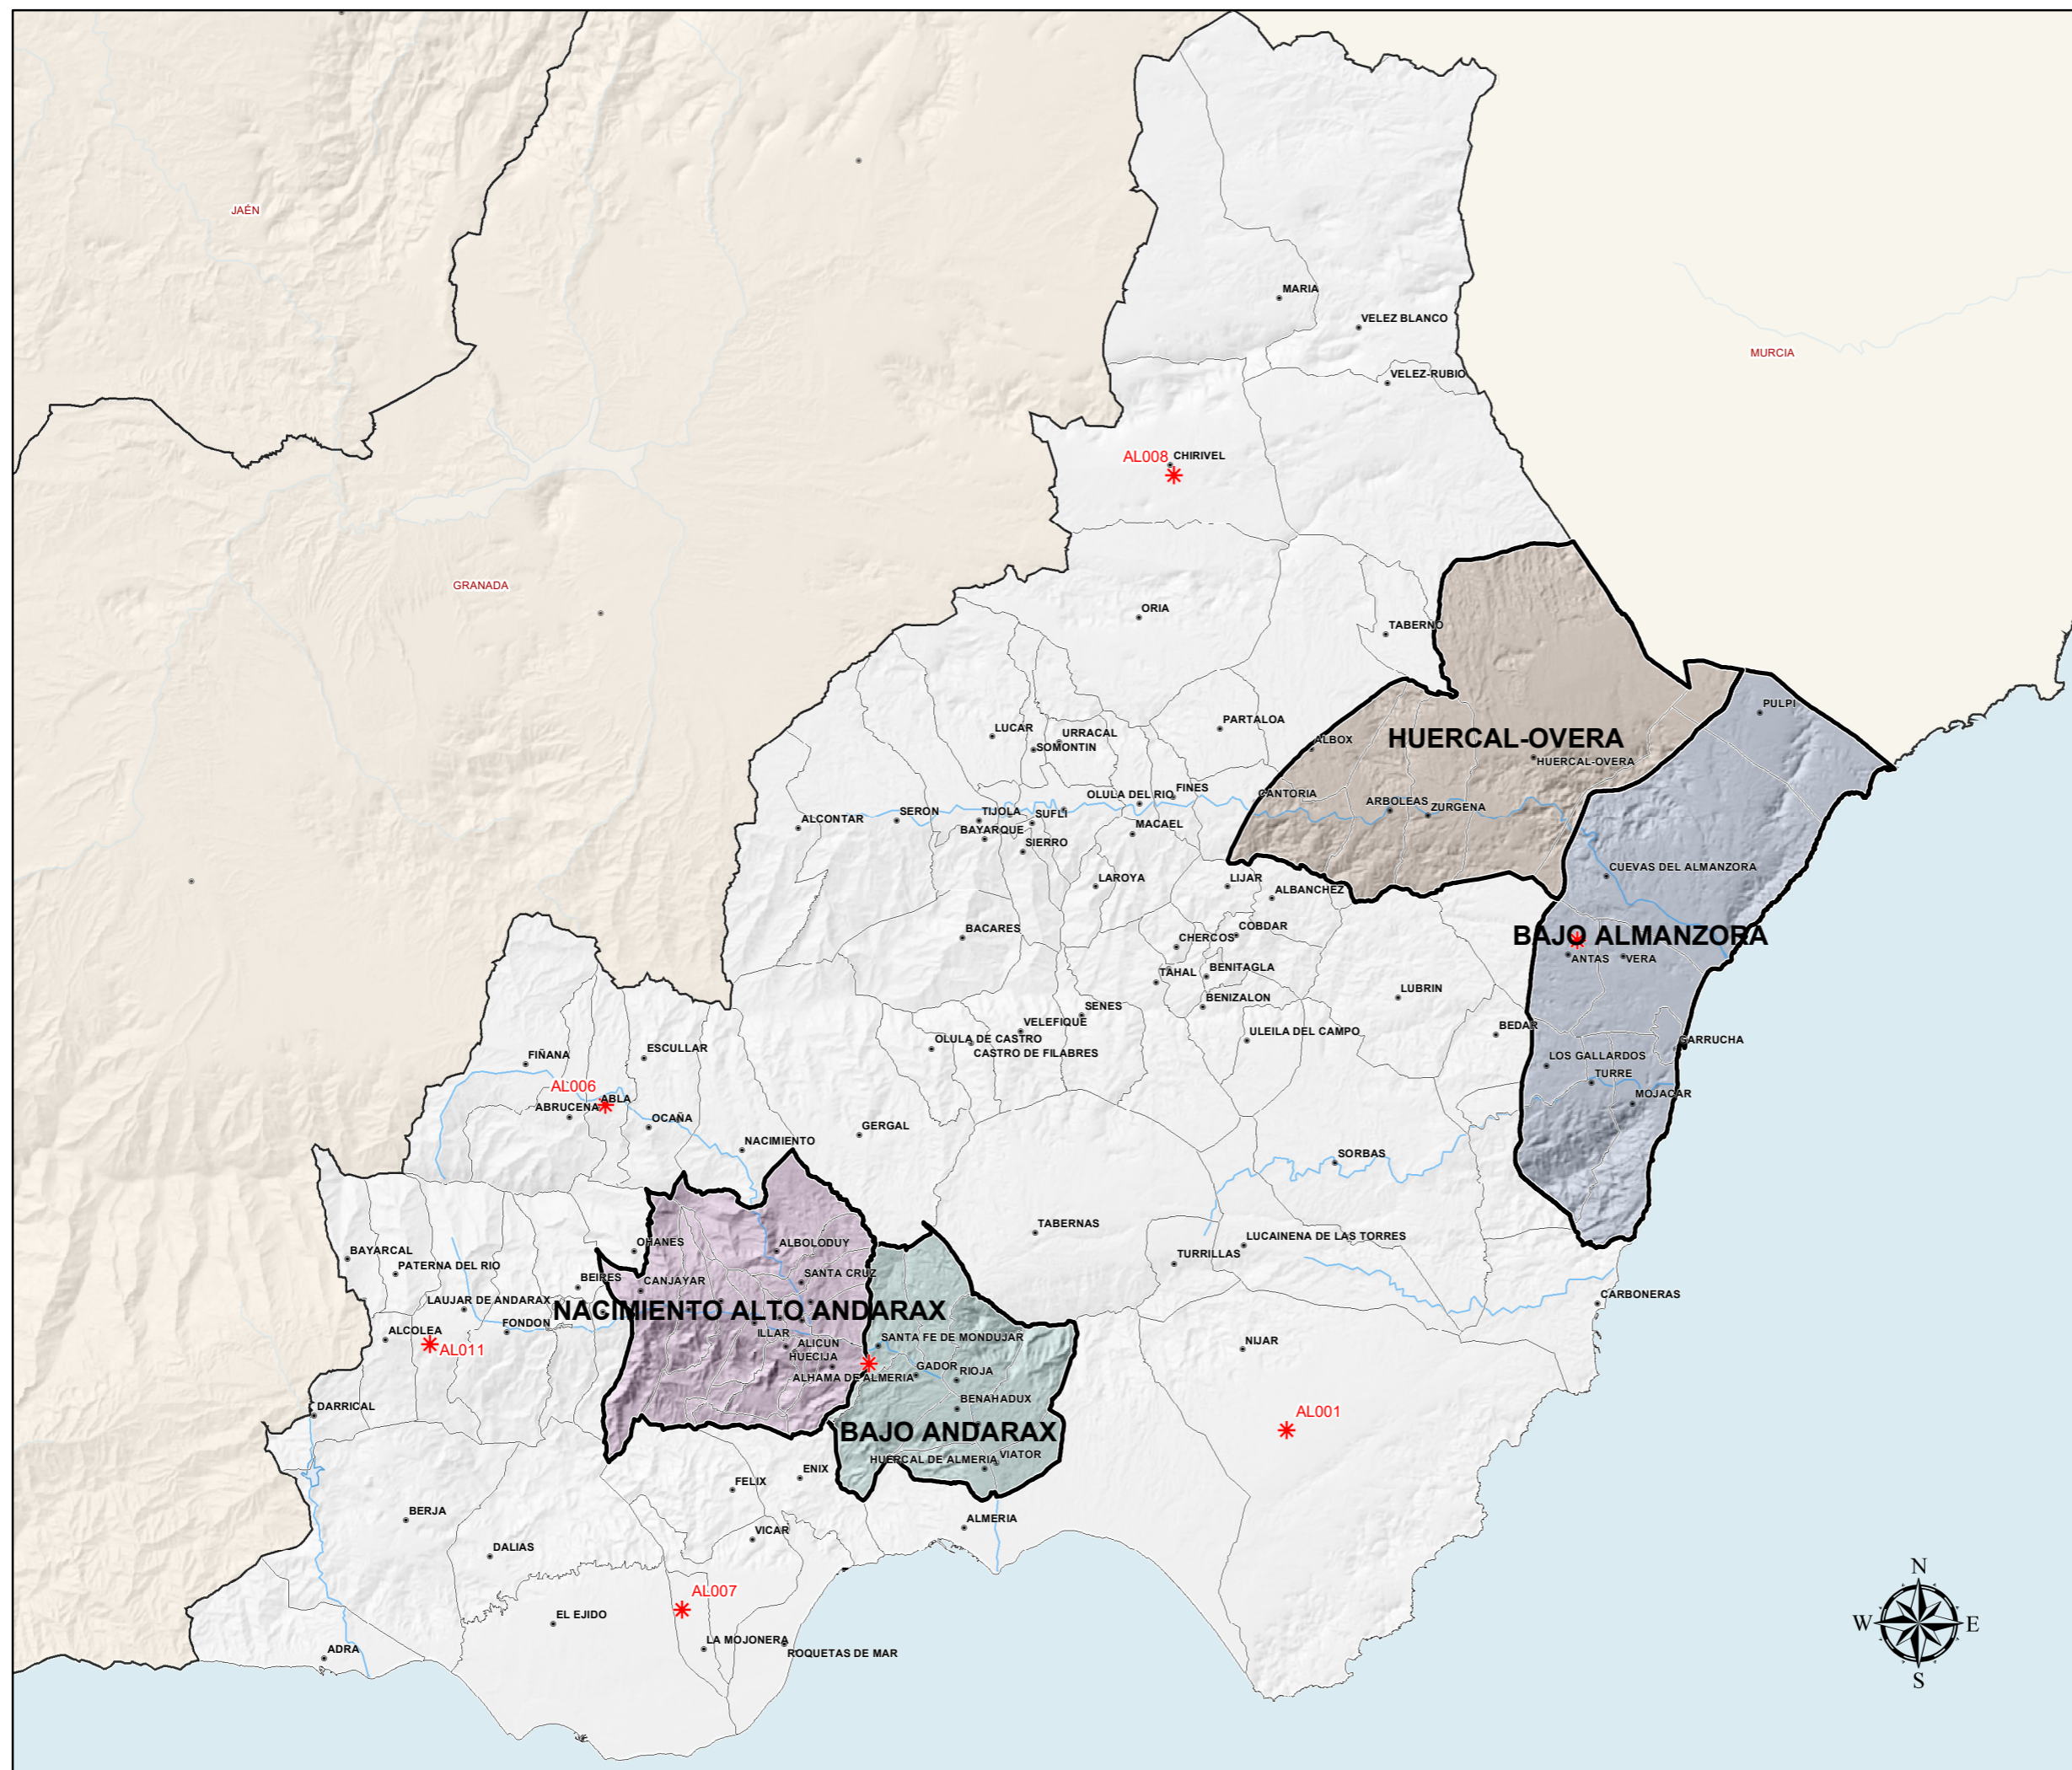 JAÉN
MARIA
VELEZ BLANCO
MURCIA
VELEZ-RUBIO
AL008
CHIRIVEL
GRANADA
ORIA
TABERNO
PULPI
LUCAR
URRACAL
SOMONTIN
PARTALOA
ALBOX
HUERCAL-OVERA
HUERCAL-OVERA
CANTORIA
ARBOLEAS
ZURGENA
OLULA DEL RIO
FINES
ALCONTAR
SERON
TIJOLA
SUFLI
BAYARQUE
SIERRO
MACAEL
LAROYA
LIJAR
ALBANCHEZ
CUEVAS DEL ALMANZORA
BACARES
CHERCOS
COBDAR
BAJO ALMANZORA
ANTAS
VERA
TAHAL
BENITAGLA
BENIZALON
LUBRIN
SENES
VELEFIQUE
OLULA DE CASTRO
CASTRO DE FILABRES
ULEILA DEL CAMPO
BEDAR
GARRUCHA
FIÑANA
ESCULLAR
LOS GALLARDOS
TURRE
MOJACAR
AL006
ABLA
ABRUCENA
OCAÑA
NACIMIENTO
GERGAL
SORBAS
TABERNAS
LUCAINENA DE LAS TORRES
TURRILLAS
BAYARCAL
PATERNA DEL RIO
OHANES
ALBOLODUY
BEIRES
CANJAYAR
SANTA CRUZ
LAUJAR DE ANDARAX
NACIMIENTO ALTO ANDARAX
CARBONERAS
ALCOLEA
FONDON
AL011
ILLAR
ALICUN
HUECIJA
SANTA FE DE MONDUJAR
NIJAR
ALHAMA DE ALMERIA
GADOR
RIOJA
BENAHADUX
DARRICAL
AL001
BAJO ANDARAX
HUERCAL DE ALMERIA
VIATOR
FELIX
ENIX
BERJA
ALMERIA
VICAR
DALIAS
AL007
EL EJIDO
LA MOJONERA
ROQUETAS DE MAR
ADRA
N
W
E
S